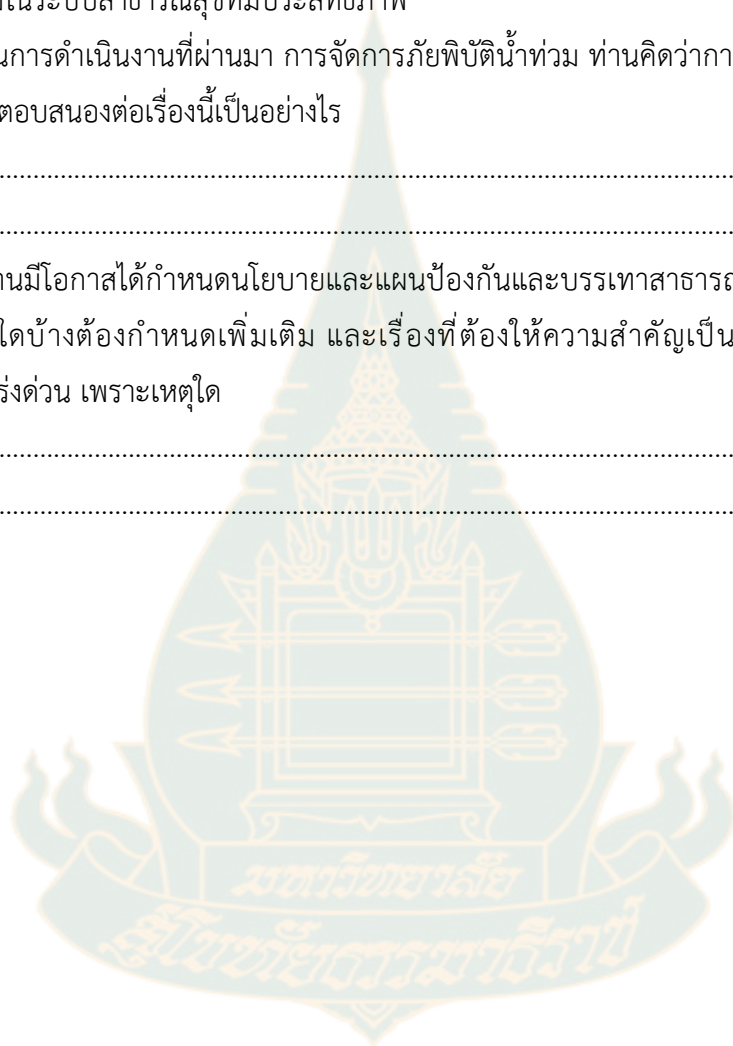 ในระบบสาธารณสุขที่มีประสิทธิภาพ
การดำเนินงานที่ผ่านมา การจัดการภัยพิบัติน้ำท่วม ท่านคิดว่า
ตอบสนองต่อเรื่องนี้เป็นอย่างไร
................................................................................
................................................................................
มีโอกาสได้กำหนดนโยบายและแผนป้องกันและบรรเทา
ใดบ้างต้องกำหนดเพิ่มเติม และเรื่องที่ต้องให้ความสำคัญเป็น
ร่งด่วน เพราะเหตุใด
................................................................................
................................................................................
มหาวิทยาลัย
สุโขทัยธรรมาธิราช